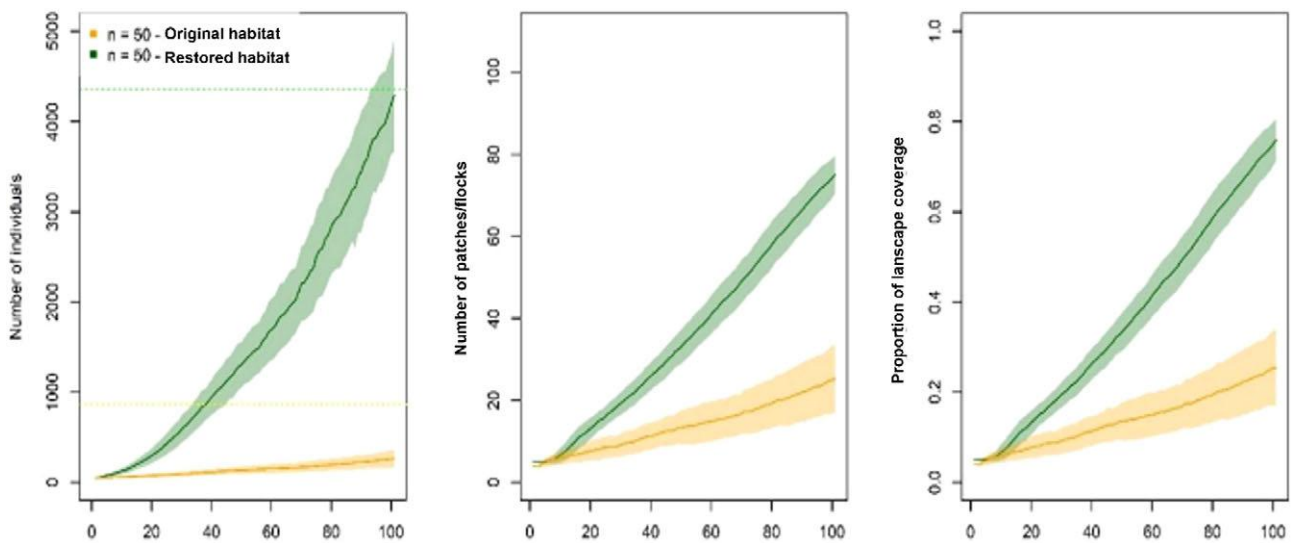 n = 50 - Original habitat
n = 50 - Restored habitat
Number of individuals
5000
4000
3000
2000
1000
0
0 20 40 60 80 100
Number of patches/flocks
100
80
60
40
20
0
0 20 40 60 80 100
Proportion of lanscape coverage
1.0
0.8
0.6
0.4
0.2
0.0
0 20 40 60 80 100